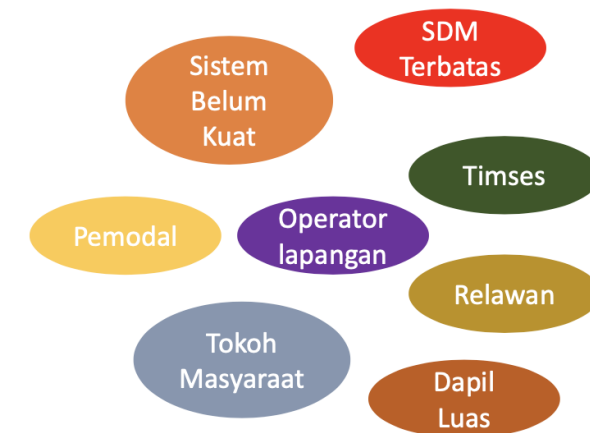 SDM
Terbatas
Sistem
Belum
Kuat
Timses
Pemodal
Operator
lapangan
Relawan
Tokoh
Masyaraat
Dapil
Luas